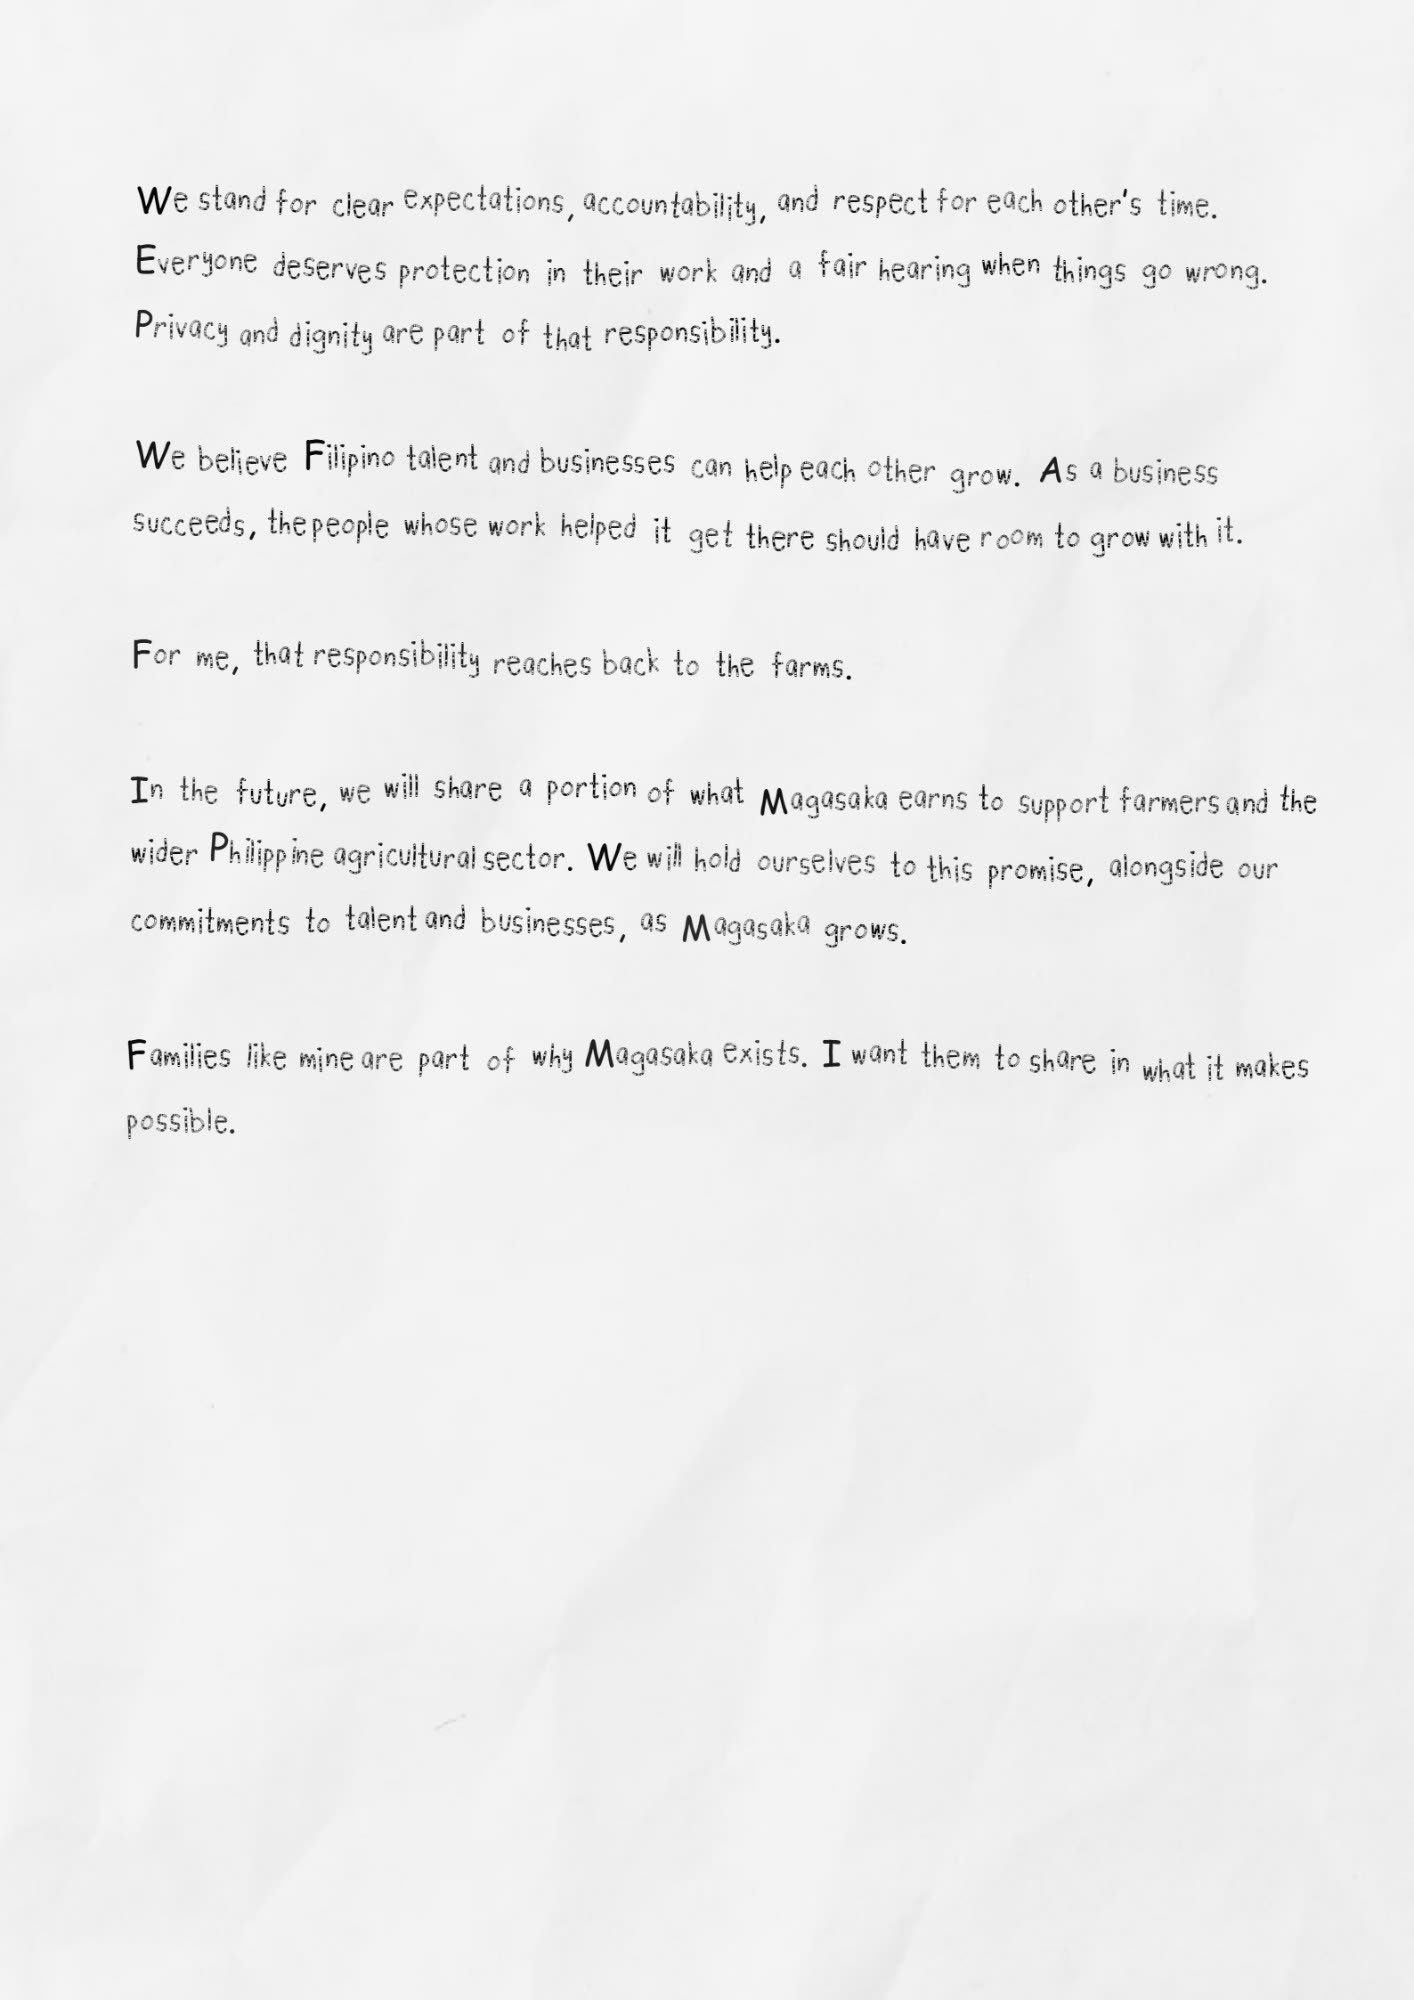 We stand for clear expectations, accountability, and respect for each other's time.
Everyone deserves protection in their work and a fair hearing when things go wrong.
Privacy and dignity are part of that responsibility.
We believe Filipino talent and businesses can help each other grow. As a business
succeeds, the people whose work helped it get there should have room to grow with it.
For me, that responsibility reaches back to the farms.
In the future, we will share a portion of what Magasaka earns to support farmers and the
wider Philippine agricultural sector. We will hold ourselves to this promise, alongside our
commitments to talent and businesses, as Magasaka grows.
Families like mine are part of why Magasaka exists. I want them to share in what it makes
possible.